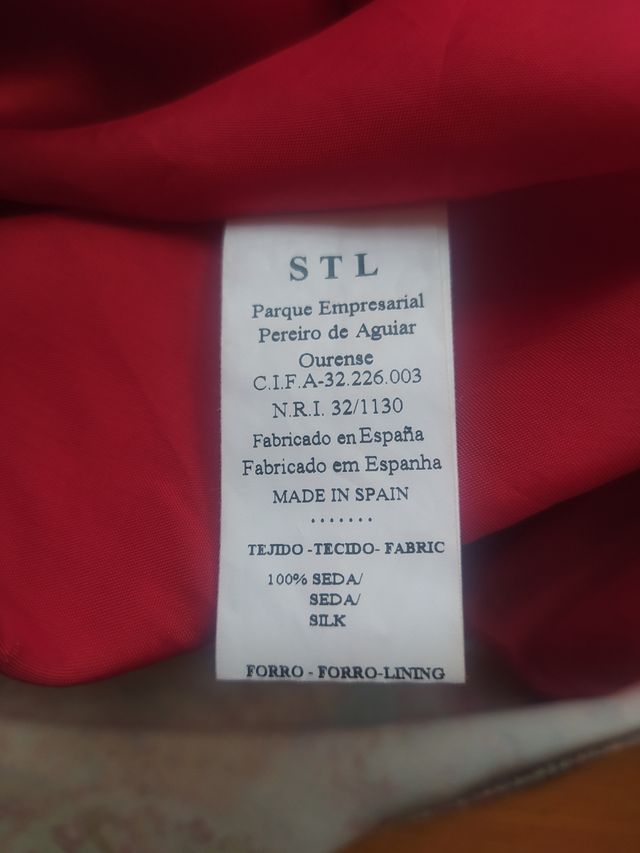 STL
Parque Empresarial
Pereiro de Aguiar
Ourense
C.I.F.A-32.226.003
N.R.I. 32/1130
Fabricado en España
Fabricado em Espanha
MADE IN SPAIN
.......
TEJIDO -TECIDO- FABRIC
100% SEDA/
SEDA/
SILK
FORRO - FORRO-LINING